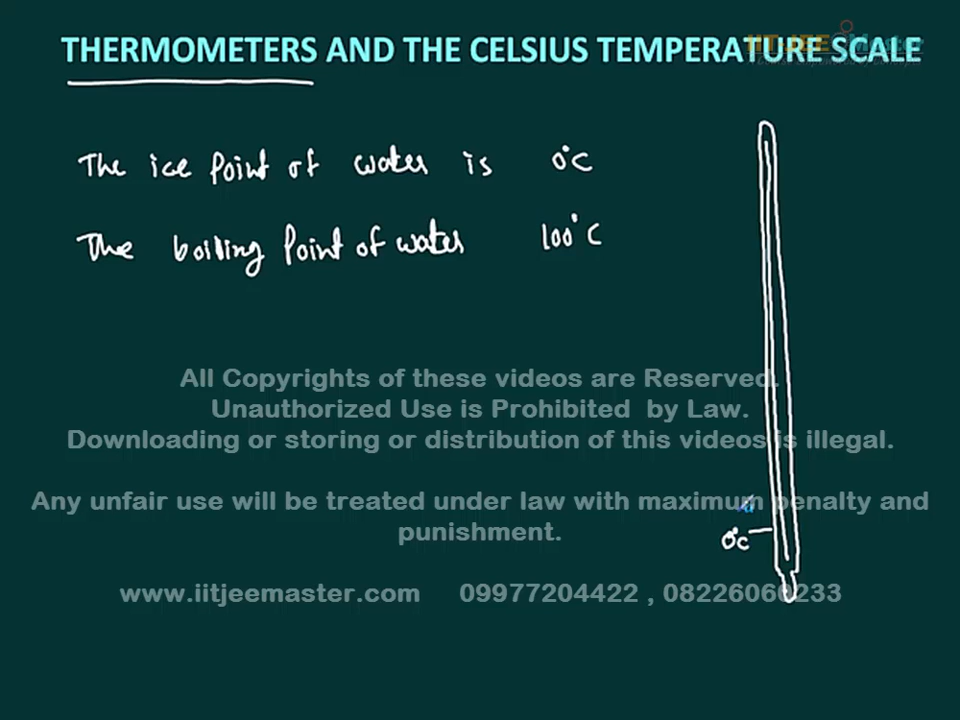 THERMOMETERS AND THE CELSIUS TEMPERATURE SCALE
IITJEE Master
The ice Point of water is 0°C
The boiling Point of water 100°C
All Copyrights of these videos are Reserved.
Unauthorized Use is Prohibited by Law.
Downloading or storing or distribution of this videos is illegal.
Any unfair use will be treated under law with maximum penalty and
punishment.
0°C
www.iitjeemaster.com 09977204422 , 08226060233